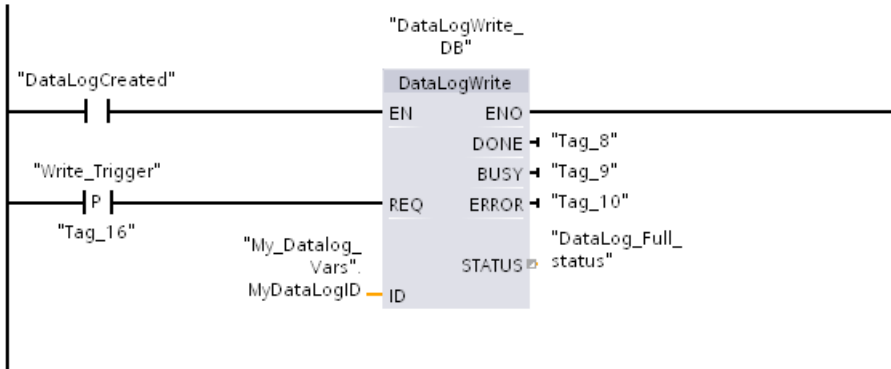 "DataLogWrite_
DB"
"DataLogCreated"
DataLogWrite
EN
ENO
DONE
"Tag_8"
"Write_Trigger"
BUSY
"Tag_9"
P
REQ
ERROR
"Tag_10"
"Tag_16"
"My_Datalog_
Vars".
MyDataLogID
STATUS
"DataLog_Full_
status"
ID